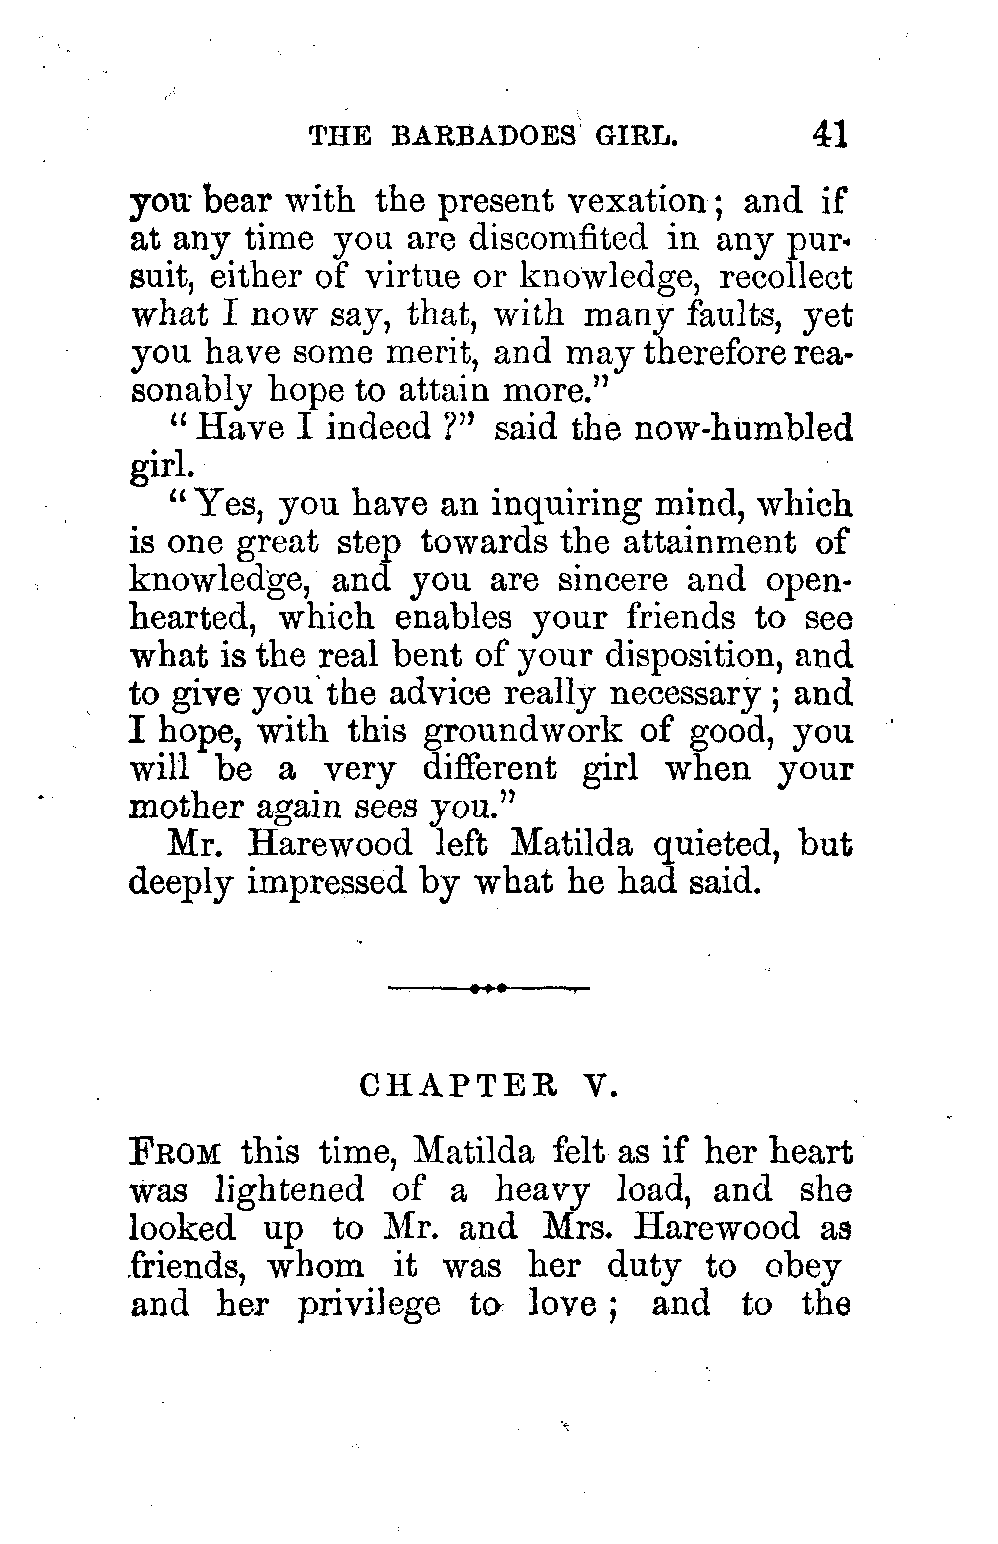 THE BARBADOES GIRL. 41
you bear with the present vexation; and if
at any time you are discomfited in any pur-
suit, either of virtue or knowledge, recollect
what I now say, that, with many faults, yet
you have some merit, and may therefore rea-
sonably hope to attain more."
"Have I indeed?" said the now-humbled
girl.
"Yes, you have an inquiring mind, which
is one great step towards the attainment of
knowledge, and you are sincere and open-
hearted, which enables your friends to see
what is the real bent of your disposition, and
to give you the advice really necessary; and
I hope, with this groundwork of good, you
will be a very different girl when your
mother again sees you."
Mr. Harewood left Matilda quieted, but
deeply impressed by what he had said.
CHAPTER V.
FROM this time, Matilda felt as if her heart
was lightened of a heavy load, and she
looked up to Mr. and Mrs. Harewood as
friends, whom it was her duty to obey
and her privilege to love; and to the